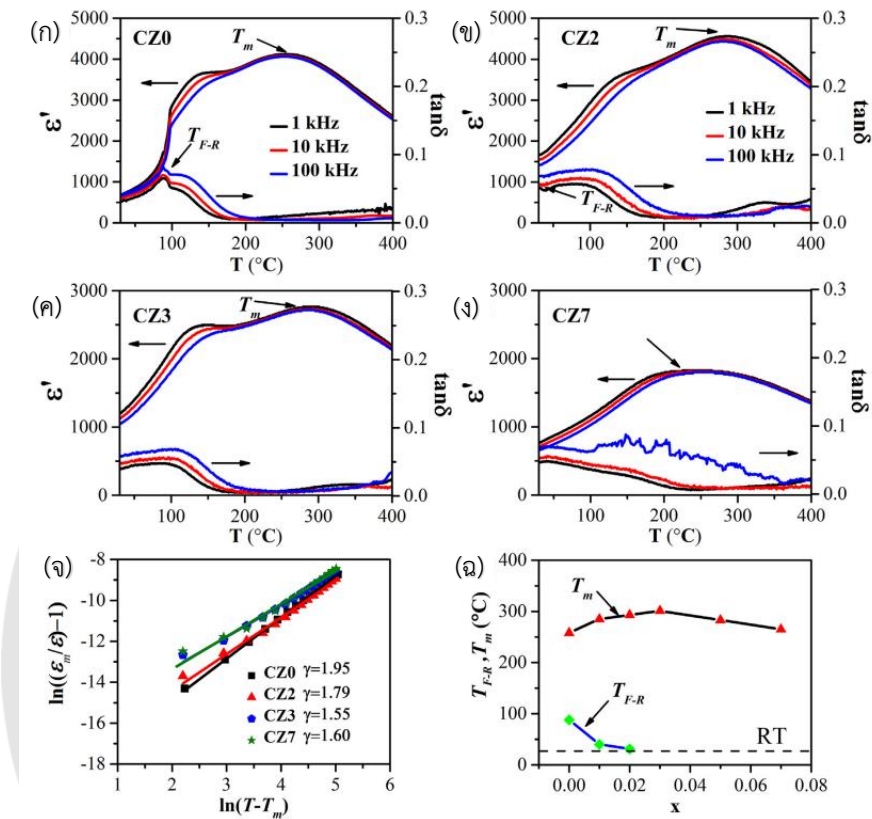 (ก)
CZ0
T_m
T_F-R
1 kHz
10 kHz
100 kHz
5000
4000
3000
2000
1000
0
ε'
0.3
0.2
0.1
0.0
tanδ
100 200 300 400
T (°C)
(ข)
CZ2
T_m
T_F-R
1 kHz
10 kHz
100 kHz
5000
4000
3000
2000
1000
0
ε'
0.3
0.2
0.1
0.0
tanδ
100 200 300 400
T (°C)
(ค)
CZ3
T_m
3000
2000
1000
0
ε'
0.3
0.2
0.1
0.0
tanδ
100 200 300 400
T (°C)
(ง)
CZ7
3000
2000
1000
0
ε'
0.3
0.2
0.1
0.0
tanδ
100 200 300 400
T (°C)
(จ)
-8
-10
-12
-14
-16
-18
ln((ε_m/ε)-1)
CZ0 γ=1.95
CZ2 γ=1.79
CZ3 γ=1.55
CZ7 γ=1.60
1 2 3 4 5 6
ln(T-T_m)
(ฉ)
400
300
200
100
0
T_F-R, T_m (°C)
T_m
T_F-R
RT
0.00 0.02 0.04 0.06 0.08
x